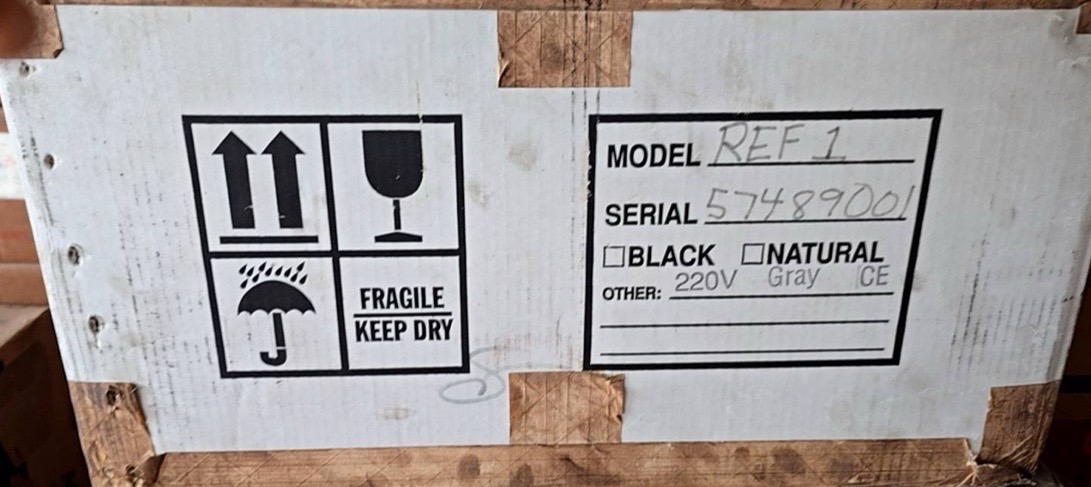 FRAGILE
KEEP DRY
MODEL REF 1
SERIAL 57489001
☐BLACK ☐NATURAL
OTHER: 220V Gray CE
S